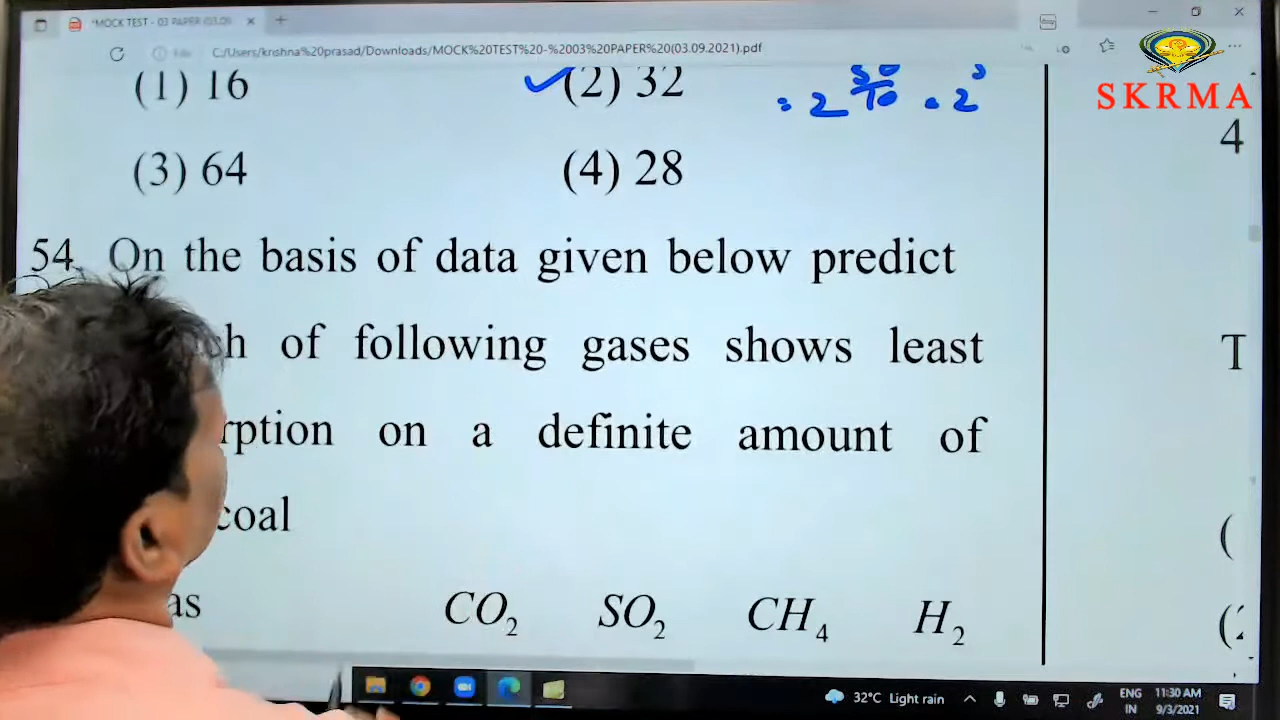 *MOCK TEST - 03 PAPER (03.09
C:/Users/krishna%20prasad/Downloads/MOCK%20TEST%20-%2003%20PAPER%20(03.09.2021).pdf
SKRMA
(1) 16 (2) 32
(3) 64 (4) 28
4
54. On the basis of data given below predict
ch of following gases shows least
T
rption on a definite amount of
coal
(
as CO2 SO2 CH4 H2
(2
32°C Light rain
ENG
IN
11:30 AM
9/3/2021